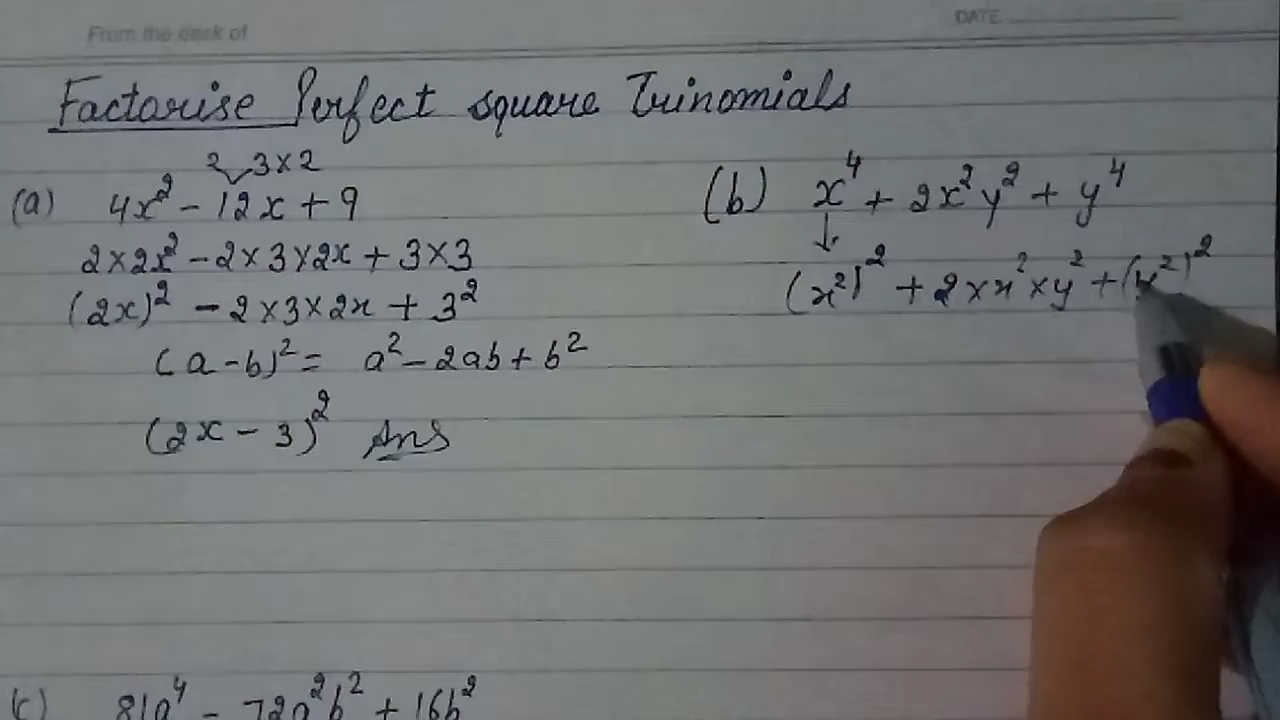 From the desk of
DATE
Factorise Perfect square Trinomials
2 3×2
(a) 4x² - 12x + 9
2×2x² - 2×3×2x + 3×3
(2x)² - 2×3×2x + 3²
(a-b)² = a² - 2ab + b²
(2x - 3)² Ans
(b) x⁴ + 2x²y² + y⁴
(x²)² + 2×x²×y² + (y²)²
(c) 81a⁴ - 72a²b² + 16b²